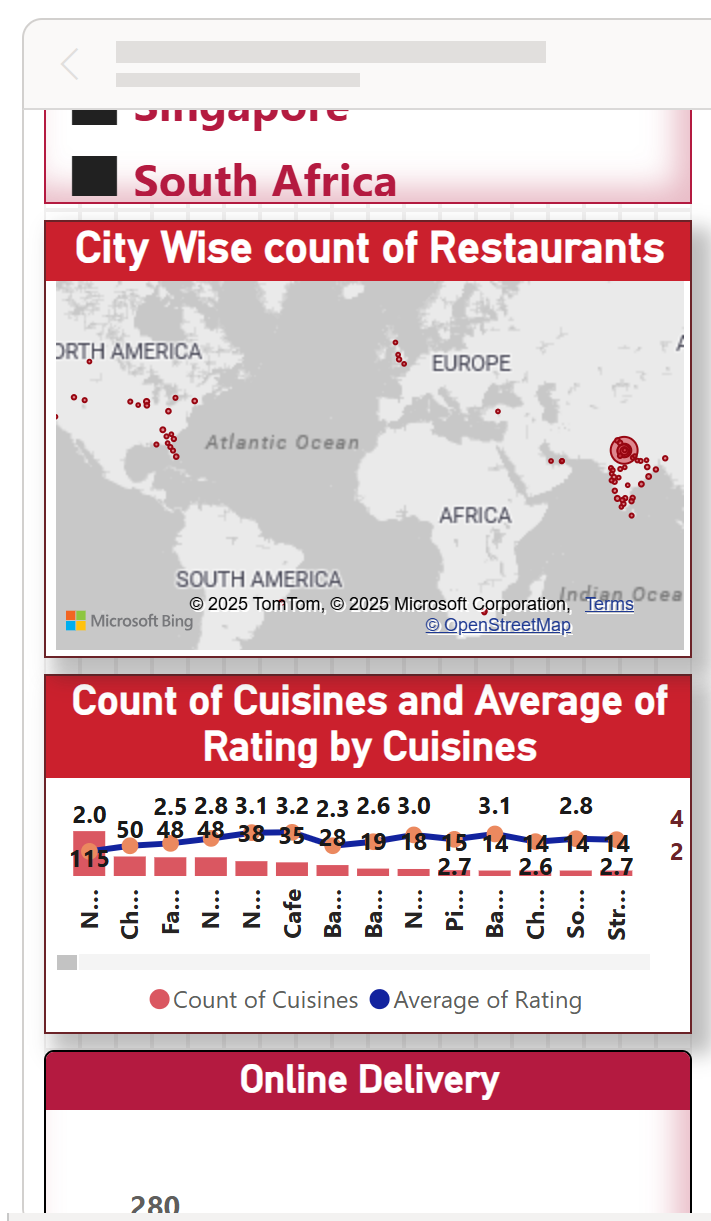 Singapore
South Africa
City Wise count of Restaurants
ORTH AMERICA
EUROPE
A
Atlantic Ocean
AFRICA
SOUTH AMERICA
Indian Ocea
© 2025 TomTom, © 2025 Microsoft Corporation, Terms
Microsoft Bing
© OpenStreetMap
Count of Cuisines and Average of
Rating by Cuisines
2.0 2.5 2.8 3.1 3.2 2.3 2.6 3.0 3.1 2.8
4
115 50 48 48 38 35 28 19 18 15 14 14 14 14
2
2.7 2.6 2.7
N...
Ch...
Fa...
N...
N...
Cafe
Ba...
Ba...
N...
Pi...
Ba...
Ch...
So...
Str...
Count of Cuisines Average of Rating
Online Delivery
280